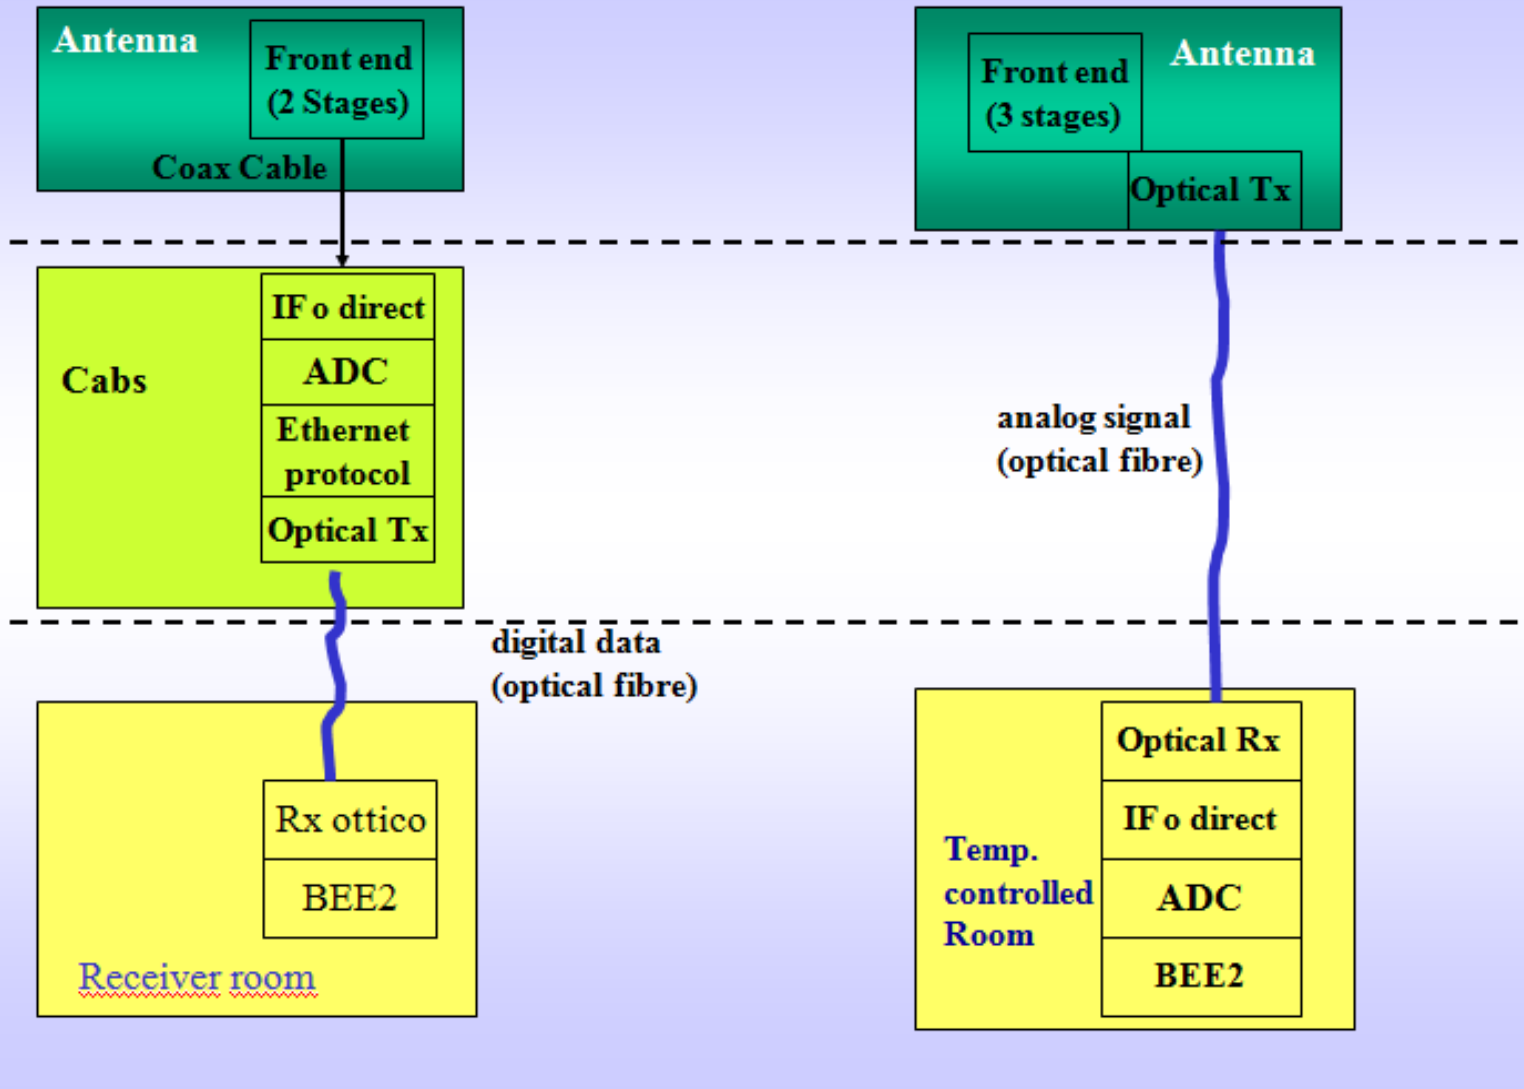 Antenna
Front end
(2 Stages)
Coax Cable
Cabs
IF o direct
ADC
Ethernet
protocol
Optical Tx
digital data
(optical fibre)
Rx ottico
BEE2
Receiver room
Antenna
Front end
(3 stages)
Optical Tx
analog signal
(optical fibre)
Optical Rx
IF o direct
ADC
BEE2
Temp.
controlled
Room